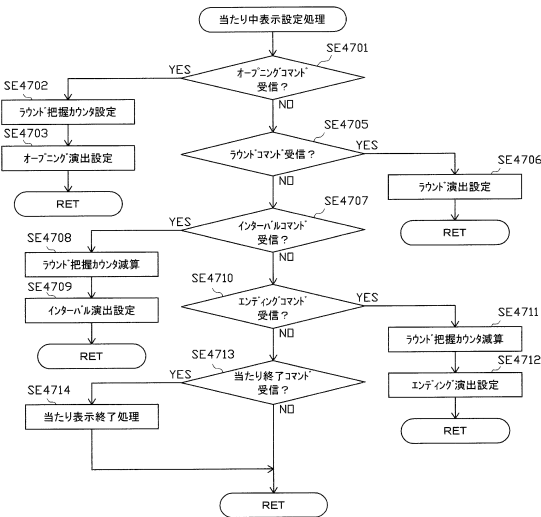 当たり中表示設定処理
SE4701
オープニングコマンド
受信？
YES
NO
SE4702
ラウンド把握カウンタ設定
SE4703
オープニング演出設定
RET
SE4705
ラウンドコマンド受信？
YES
NO
SE4706
ラウンド演出設定
RET
SE4707
インターバルコマンド
受信？
YES
NO
SE4708
ラウンド把握カウンタ減算
SE4709
インターバル演出設定
RET
SE4710
エンディングコマンド
受信？
YES
NO
SE4711
ラウンド把握カウンタ減算
SE4712
エンディング演出設定
RET
SE4713
当たり終了コマンド
受信？
YES
NO
SE4714
当たり表示終了処理
RET